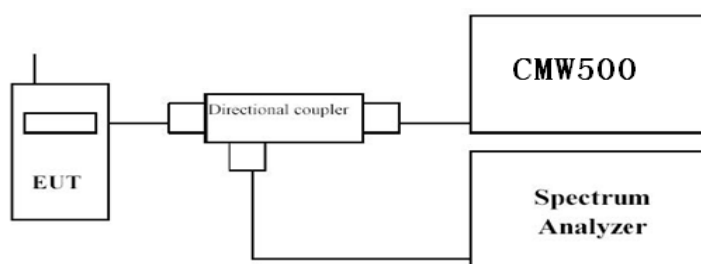 CMW500
Directional coupler
EUT
Spectrum
Analyzer